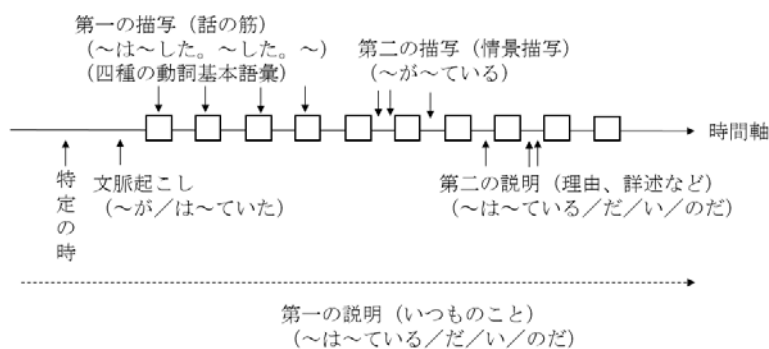 第一の描写（話の筋）
（～は～した。～した。～）
（四種の動詞基本語彙）
第二の描写（情景描写）
（～が～ている）
時間軸
特定の時
文脈起こし
（～が／は～ていた）
第二の説明（理由、詳述など）
（～は～ている／だ／い／のだ）
第一の説明（いつものこと）
（～は～ている／だ／い／のだ）